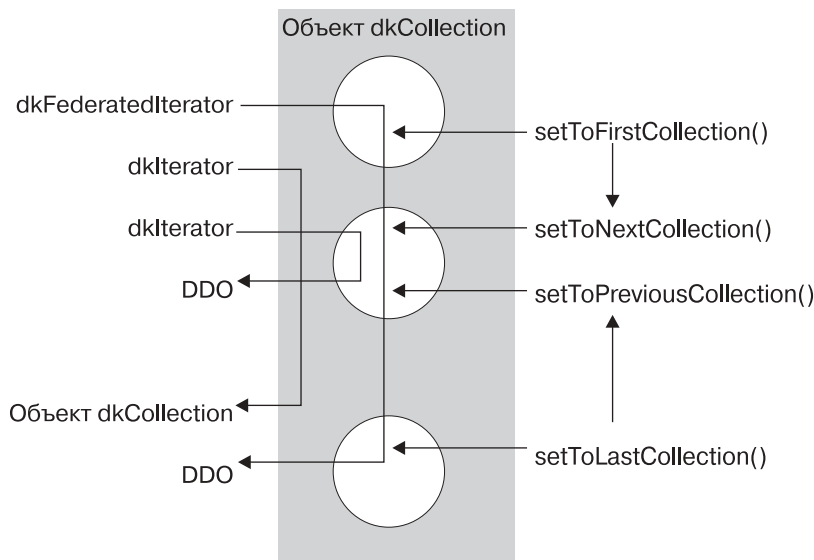 Объект dkCollection
dkFederatedIterator
setToFirstCollection()
dkIterator
dkIterator
setToNextCollection()
DDO
setToPreviousCollection()
Объект dkCollection
setToLastCollection()
DDO